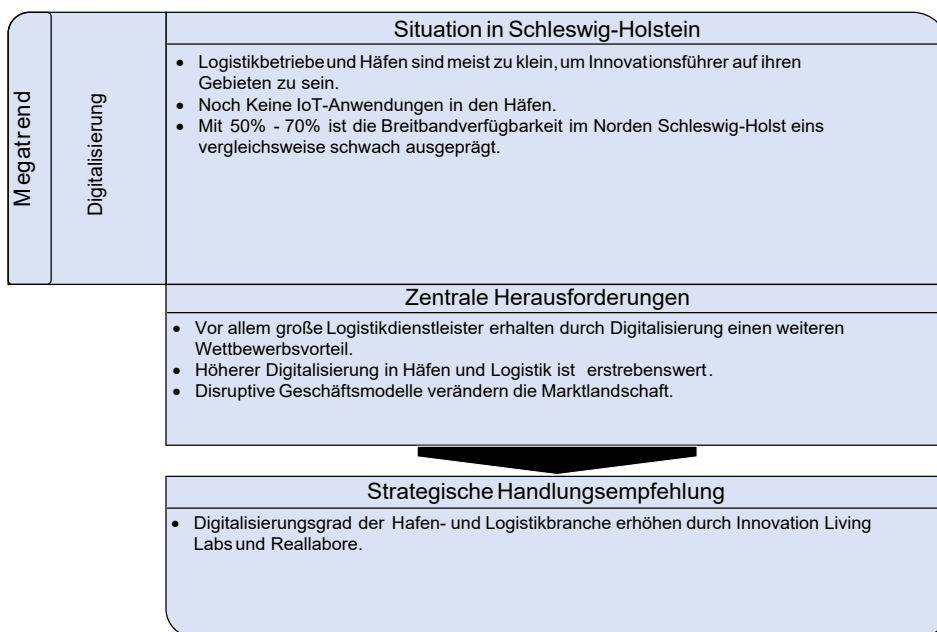 Megatrend
Digitalisierung
Situation in Schleswig-Holstein
• Logistikbetriebe und Häfen sind meist zu klein, um Innovationsführer auf ihren
Gebieten zu sein.
• Noch Keine IoT-Anwendungen in den Häfen.
• Mit 50% - 70% ist die Breitbandverfügbarkeit im Norden Schleswig-Holst eins
vergleichsweise schwach ausgeprägt.
Zentrale Herausforderungen
• Vor allem große Logistikdienstleister erhalten durch Digitalisierung einen weiteren
Wettbewerbsvorteil.
• Höherer Digitalisierung in Häfen und Logistik ist erstrebenswert.
• Disruptive Geschäftsmodelle verändern die Marktlandschaft.
Strategische Handlungsempfehlung
• Digitalisierungsgrad der Hafen- und Logistikbranche erhöhen durch Innovation Living
Labs und Reallabore.